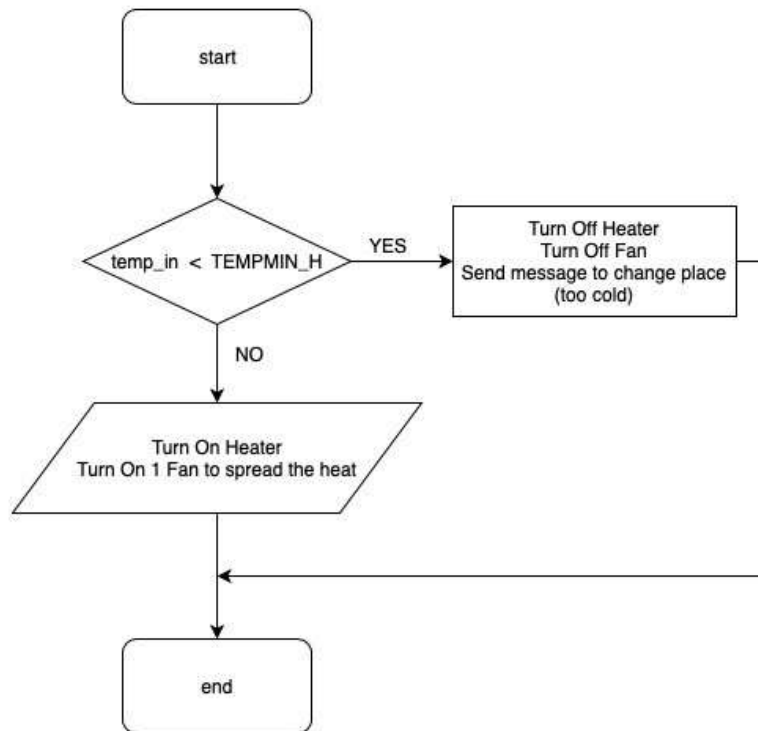 start
temp_in < TEMPMIN_H
YES
Turn Off Heater
Turn Off Fan
Send message to change place
(too cold)
NO
Turn On Heater
Turn On 1 Fan to spread the heat
end